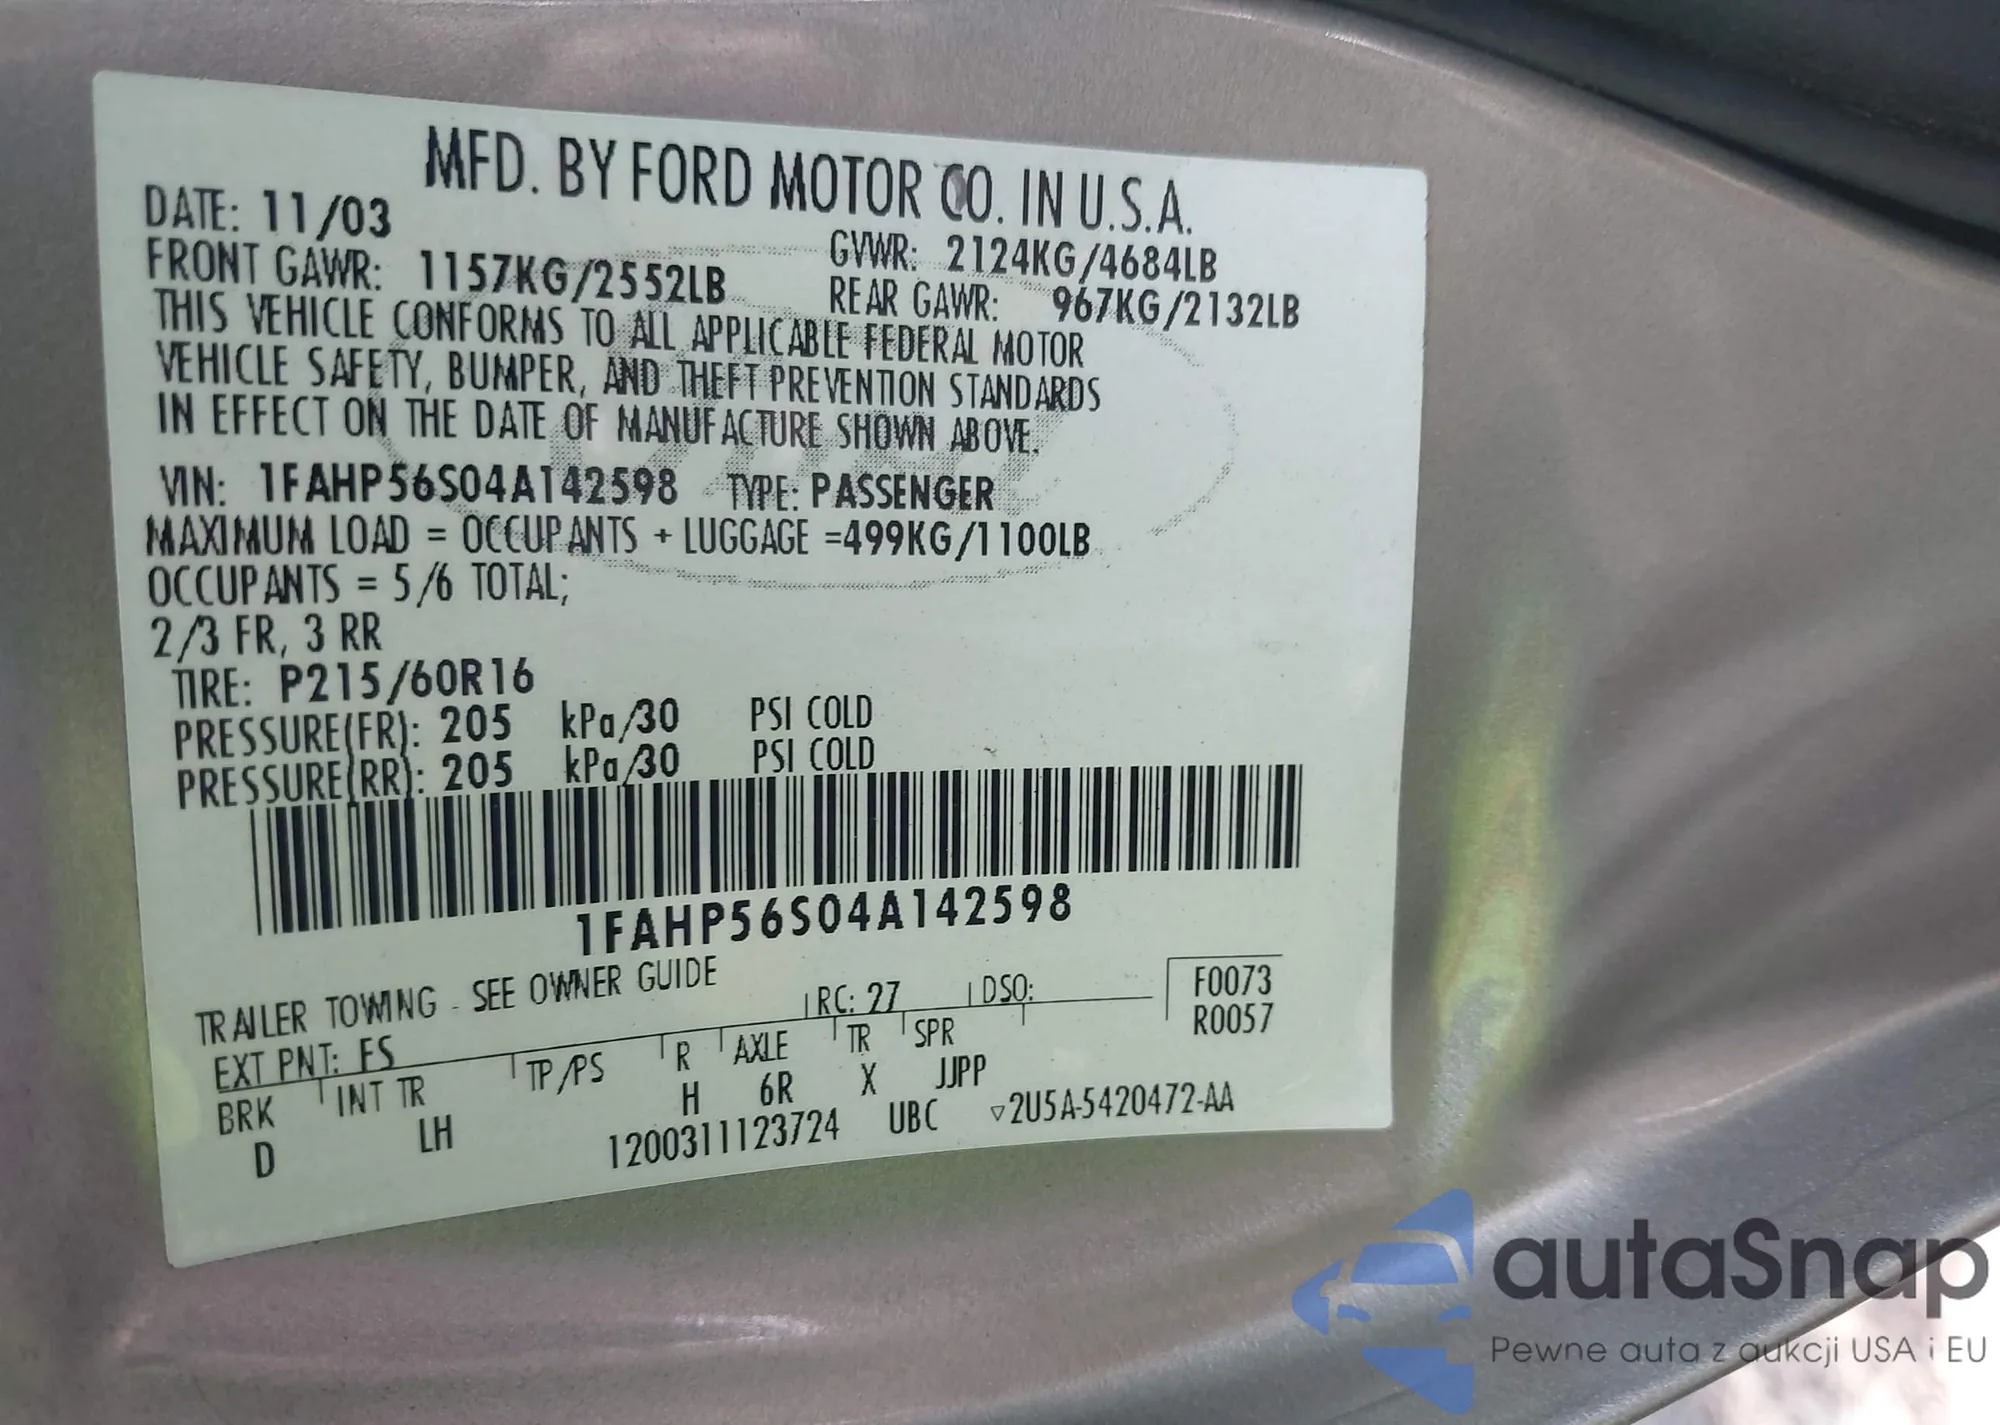 MFD. BY FORD MOTOR CO. IN U.S.A.
DATE: 11/03
GVWR: 2124KG/4684LB
FRONT GAWR: 1157KG/2552LB
REAR GAWR: 967KG/2132LB
THIS VEHICLE CONFORMS TO ALL APPLICABLE FEDERAL MOTOR
VEHICLE SAFETY, BUMPER, AND THEFT PREVENTION STANDARDS
IN EFFECT ON THE DATE OF MANUFACTURE SHOWN ABOVE.
VIN: 1FAHP56S04A142598 TYPE: PASSENGER
MAXIMUM LOAD = OCCUPANTS + LUGGAGE =499KG/1100LB
OCCUPANTS = 5/6 TOTAL;
2/3 FR, 3 RR
TIRE: P215/60R16
PRESSURE(FR): 205 kPa/30 PSI COLD
PRESSURE(RR): 205 kPa/30 PSI COLD
1FAHP56S04A142598
TRAILER TOWING - SEE OWNER GUIDE
EXT PNT: FS RC: 27 DSO: F0073
R0057
BRK INT TR TP/PS R AXLE TR SPR
D LH H 6R X JJPP
1200311123724 UBC ▽2U5A-5420472-AA
autaSnap
Pewne auta z aukcji USA i EU